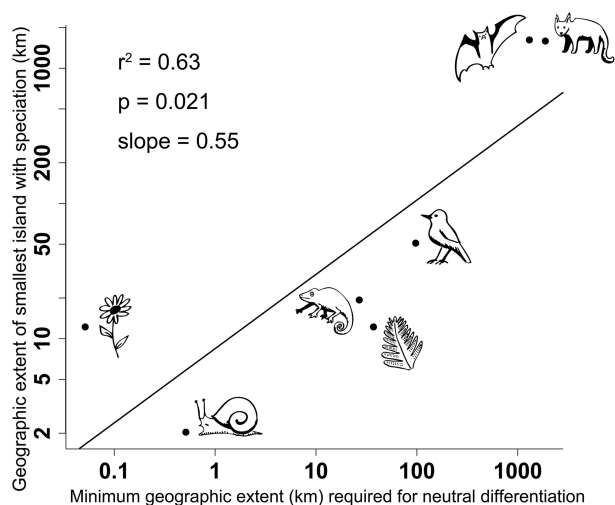 Geographic extent of smallest island with speciation (km)
r² = 0.63
p = 0.021
slope = 0.55
1000
200
50
10
5
2
0.1 1 10 100 1000
Minimum geographic extent (km) required for neutral differentiation